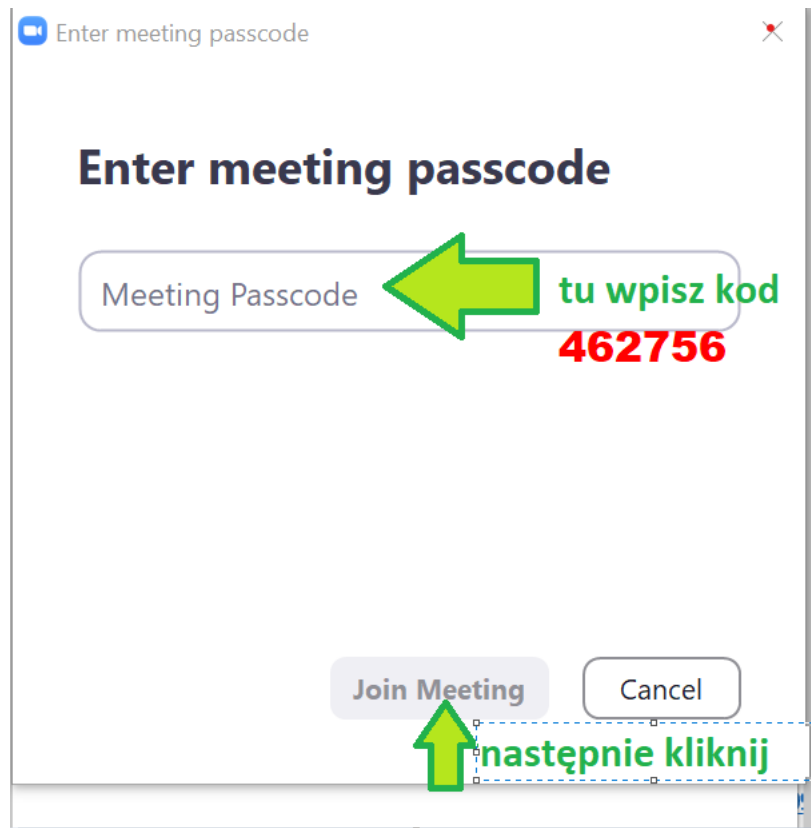 Enter meeting passcode
Enter meeting passcode
Meeting Passcode
tu wpisz kod
462756
Join Meeting
Cancel
następnie kliknij